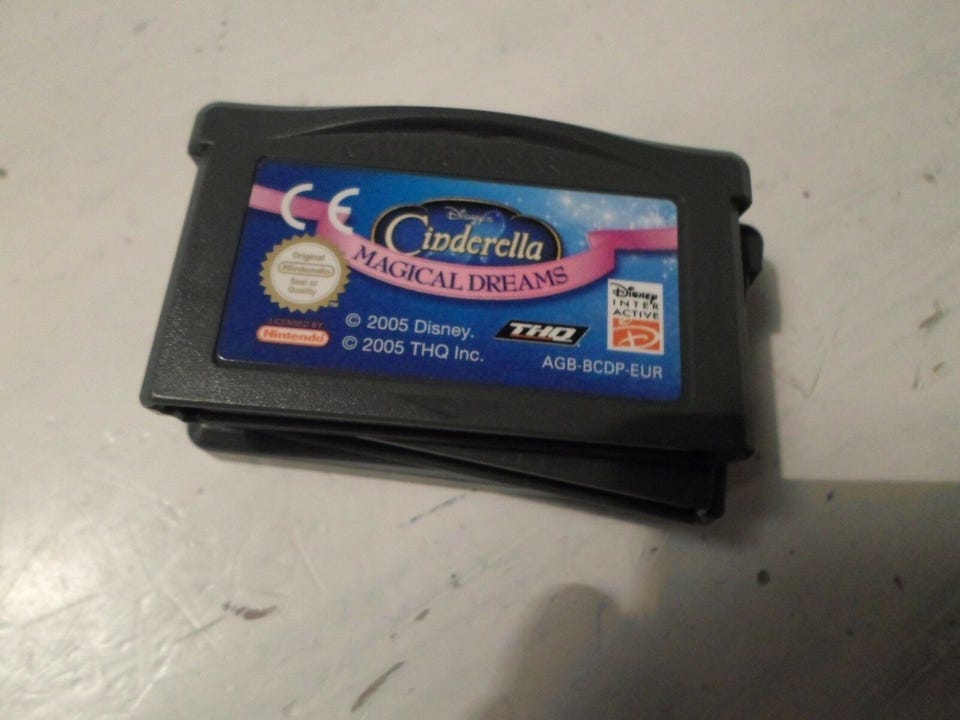 CE
Disney's
Cinderella
MAGICAL DREAMS
Original
Nintendo
Seal of
Quality
TM
LICENSED BY
Nintendo
© 2005 Disney.
© 2005 THQ Inc.
THQ
Disney
INTER
ACTIVE
D
AGB-BCDP-EUR